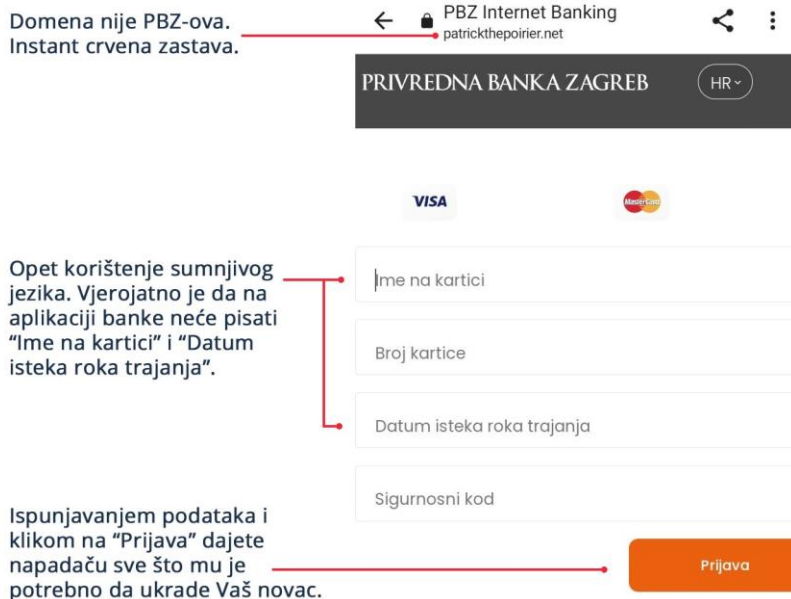 Domena nije PBZ-ova.
Instant crvena zastava.
PBZ Internet Banking
patrickthepoirier.net
PRIVREDNA BANKA ZAGREB
HR
VISA
MasterCard
Opet korištenje sumnjivog
jezika. Vjerojatno je da na
aplikaciji banke neće pisati
“Ime na kartici” i “Datum
isteka roka trajanja”.
Ime na kartici
Broj kartice
Datum isteka roka trajanja
Sigurnosni kod
Ispunjavanjem podataka i
klikom na “Prijava” dajete
napadaču sve što mu je
potrebno da ukrade Vaš novac.
Prijava